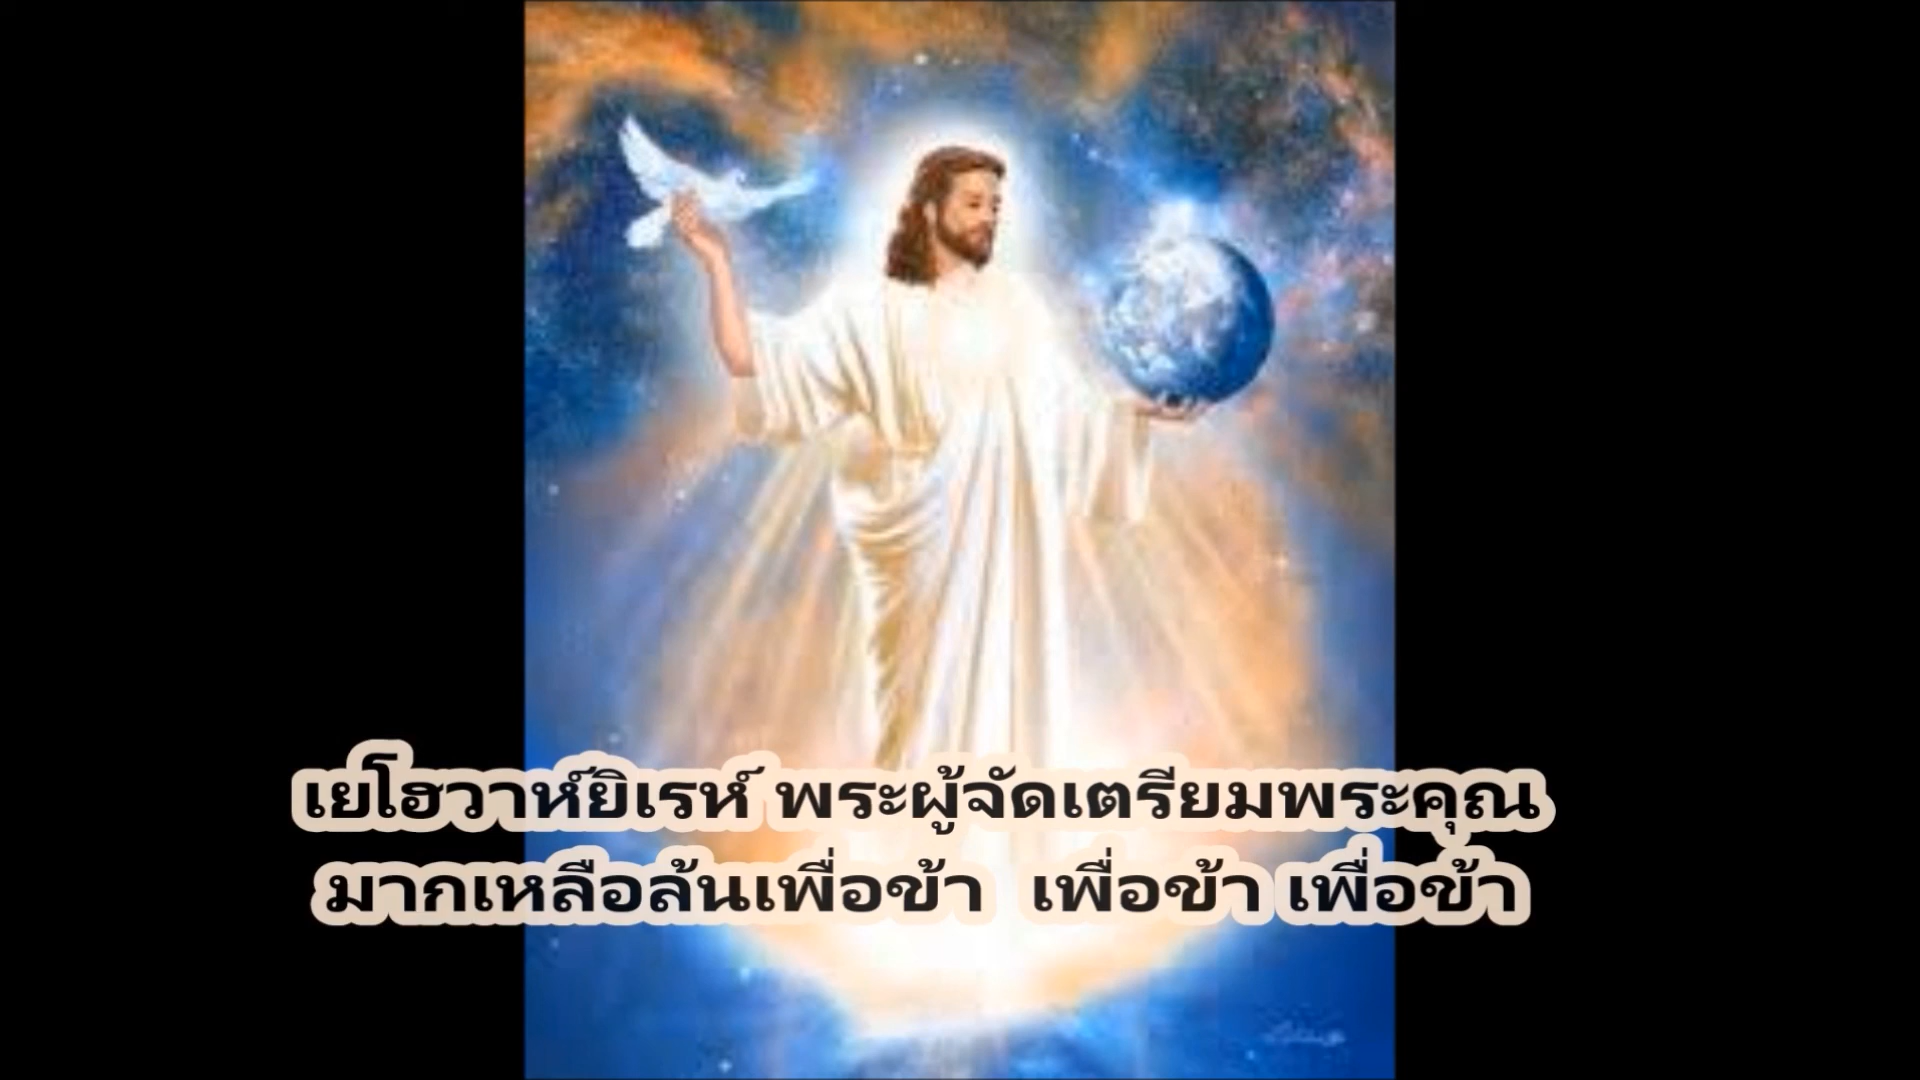 เยโฮวาห์ยิเรห์ พระผู้จัดเตรียมพระคุณ
มากเหลือล้นเพื่อข้า  เพื่อข้า เพื่อข้า